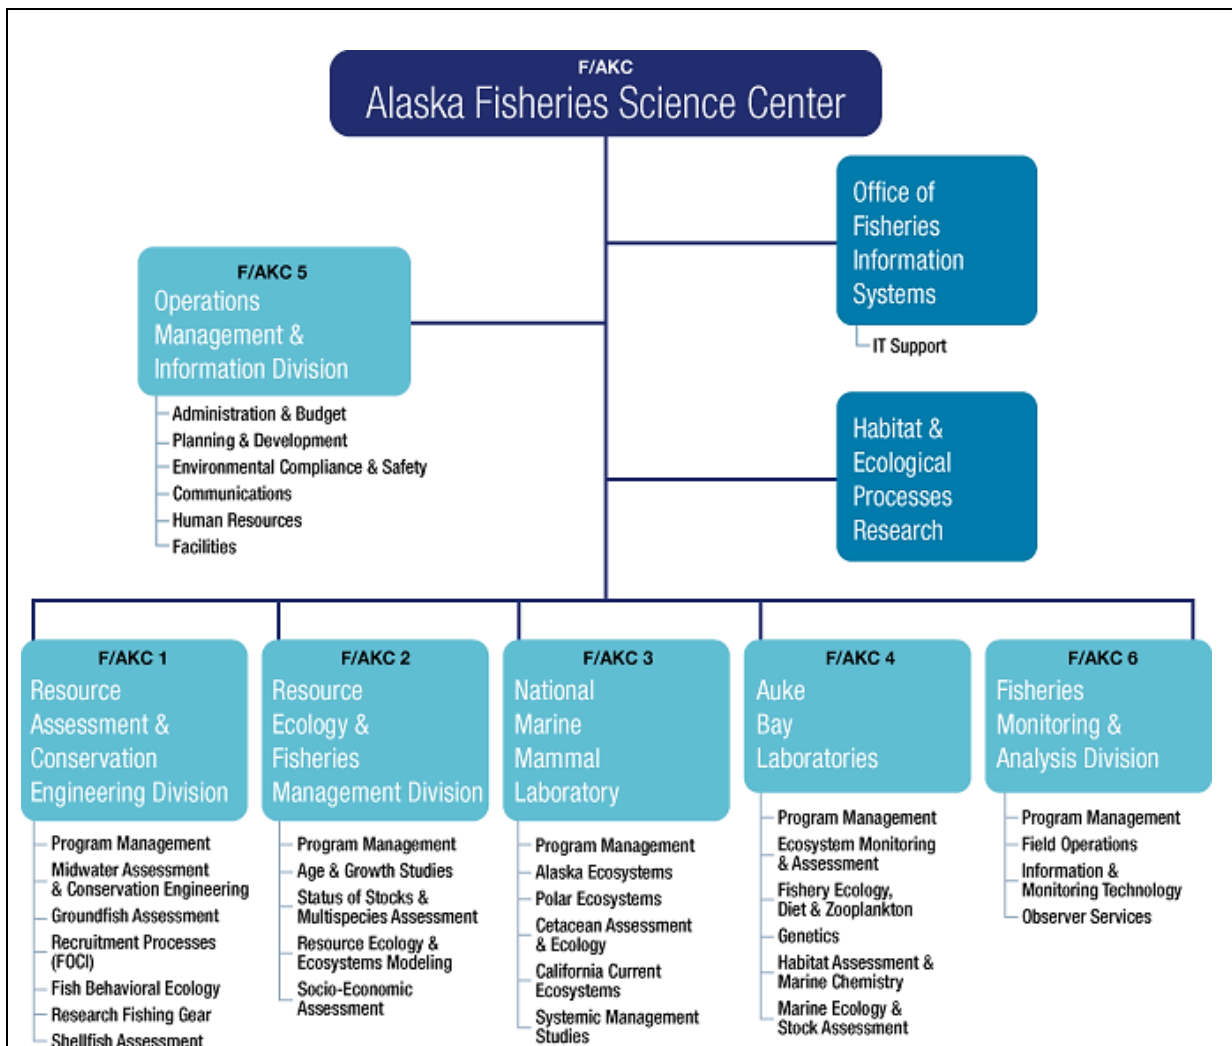 F/AKC
Alaska Fisheries Science Center
Office of
Fisheries
Information
Systems
IT Support
F/AKC 5
Operations
Management &
Information Division
Administration & Budget
Planning & Development
Environmental Compliance & Safety
Communications
Human Resources
Facilities
Habitat &
Ecological
Processes
Research
F/AKC 1
Resource
Assessment &
Conservation
Engineering Division
Program Management
Midwater Assessment
& Conservation Engineering
Groundfish Assessment
Recruitment Processes
(FOCI)
Fish Behavioral Ecology
Research Fishing Gear
Shellfish Assessment
F/AKC 2
Resource
Ecology &
Fisheries
Management Division
Program Management
Age & Growth Studies
Status of Stocks &
Multispecies Assessment
Resource Ecology &
Ecosystems Modeling
Socio-Economic
Assessment
F/AKC 3
National
Marine
Mammal
Laboratory
Program Management
Alaska Ecosystems
Polar Ecosystems
Cetacean Assessment
& Ecology
California Current
Ecosystems
Systemic Management
Studies
F/AKC 4
Auke
Bay
Laboratories
Program Management
Ecosystem Monitoring
& Assessment
Fishery Ecology,
Diet & Zooplankton
Genetics
Habitat Assessment &
Marine Chemistry
Marine Ecology &
Stock Assessment
F/AKC 6
Fisheries
Monitoring &
Analysis Division
Program Management
Field Operations
Information &
Monitoring Technology
Observer Services